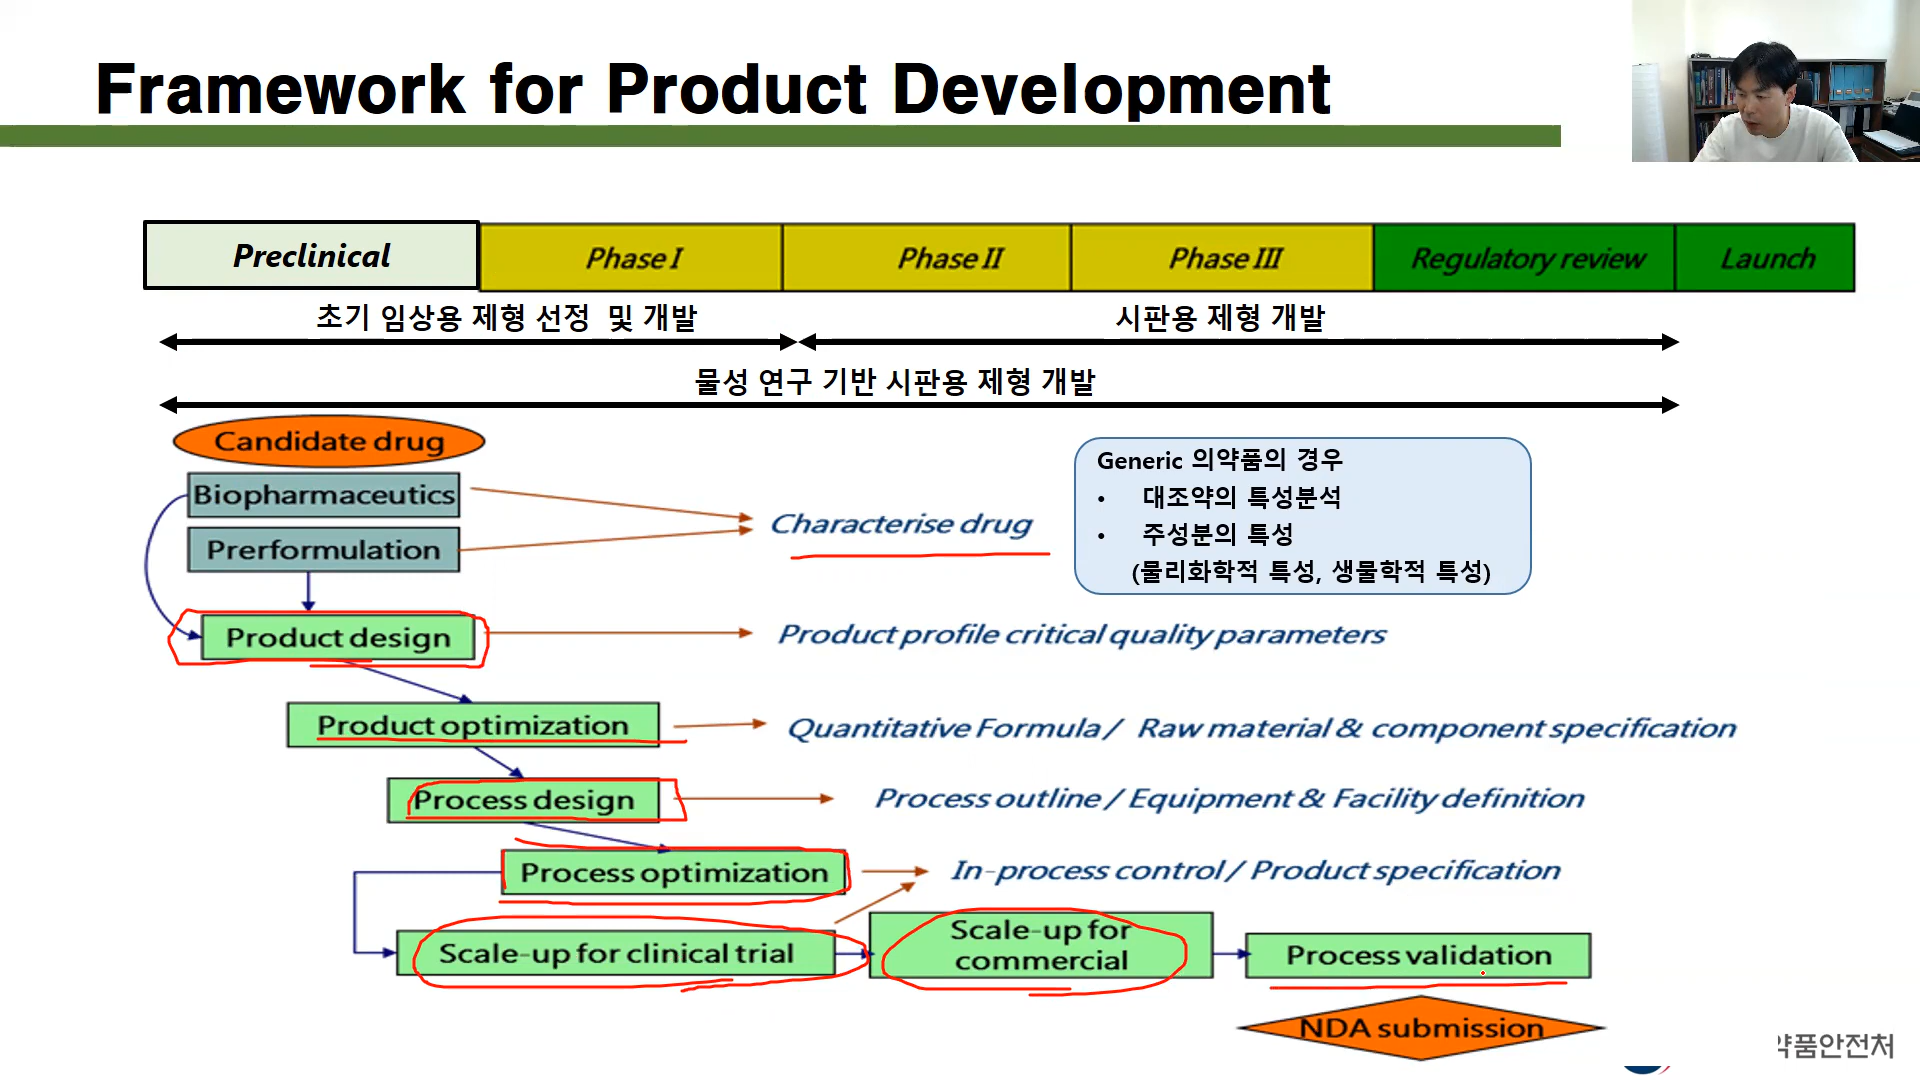 Framework for Product Development
Preclinical
Phase I
Phase II
Phase III
Regulatory review
Launch
초기 임상용 제형 선정 및 개발
시판용 제형 개발
물성 연구 기반 시판용 제형 개발
Candidate drug
Biopharmaceutics
Prerformulation
Characterise drug
Generic 의약품의 경우
• 대조약의 특성분석
• 주성분의 특성
(물리화학적 특성, 생물학적 특성)
Product design
Product profile critical quality parameters
Product optimization
Quantitative Formula / Raw material & component specification
Process design
Process outline / Equipment & Facility definition
Process optimization
In-process control / Product specification
Scale-up for clinical trial
Scale-up for
commercial
Process validation
NDA submission
약품안전처